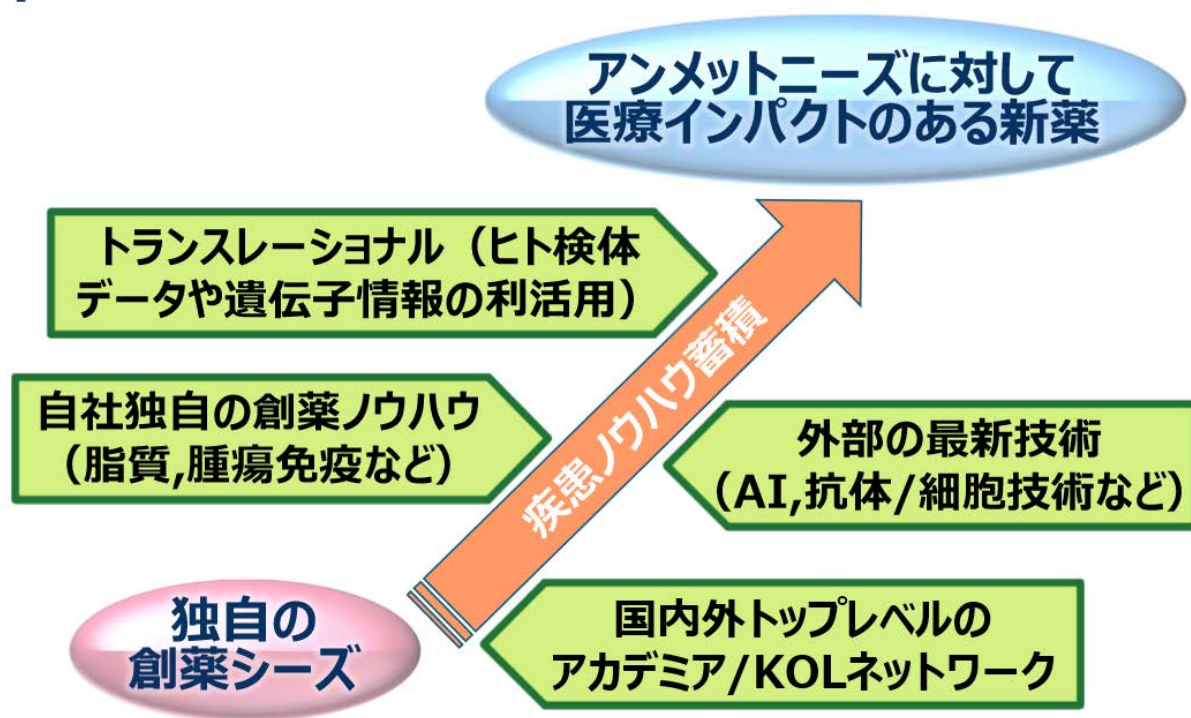 アンメットニーズに対して
医療インパクトのある新薬
トランスレーショナル（ヒト検体
データや遺伝子情報の利活用）
疾患ノウハウ蓄積
自社独自の創薬ノウハウ
（脂質,腫瘍免疫など）
外部の最新技術
（AI,抗体/細胞技術など）
独自の
創薬シーズ
国内外トップレベルの
アカデミア/KOLネットワーク